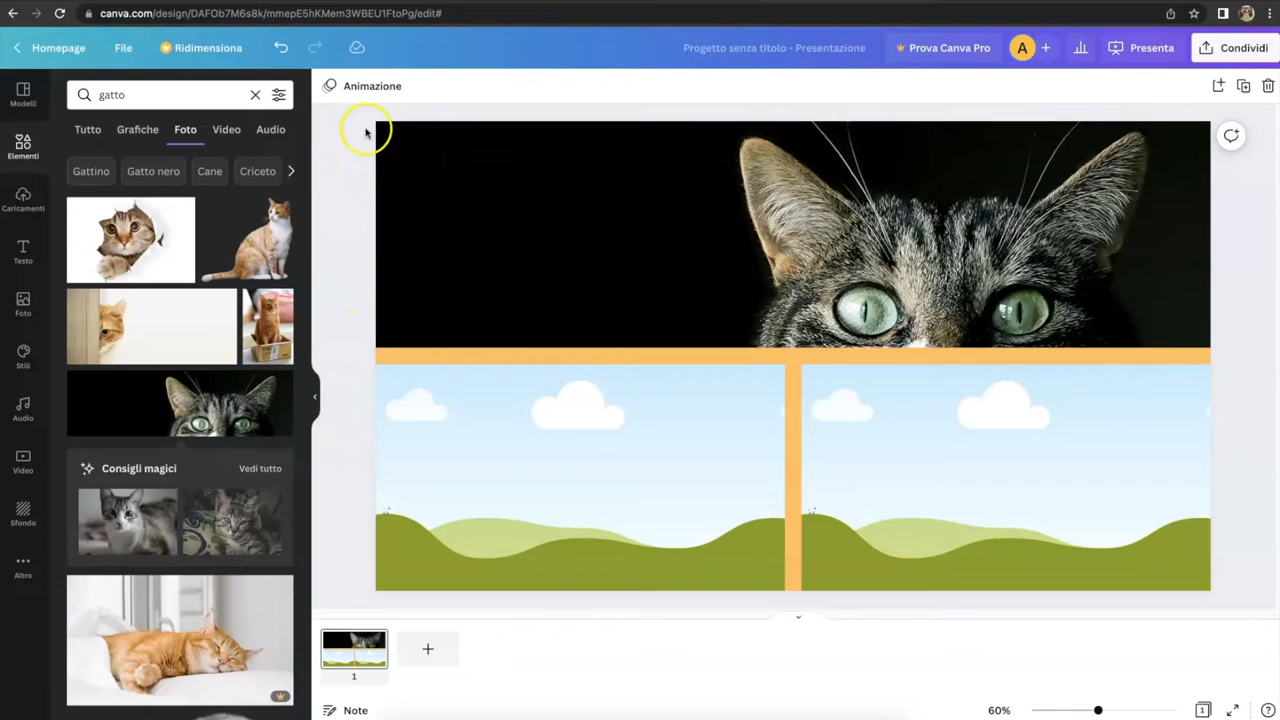 canva.com/design/DAFOb7M6s8k/mmepE5hKMem3WBEU1FtoPg/edit#
Homepage
File
Ridimensiona
Progetto senza titolo - Presentazione
Prova Canva Pro
A
Presenta
Condividi
Modelli
Elementi
Caricamenti
Testo
Foto
Stili
Audio
Video
Sfondo
Altro
gatto
Tutto
Grafiche
Foto
Video
Audio
Gattino
Gatto nero
Cane
Criceto
Consigli magici
Vedi tutto
Animazione
1
Note
60%
1